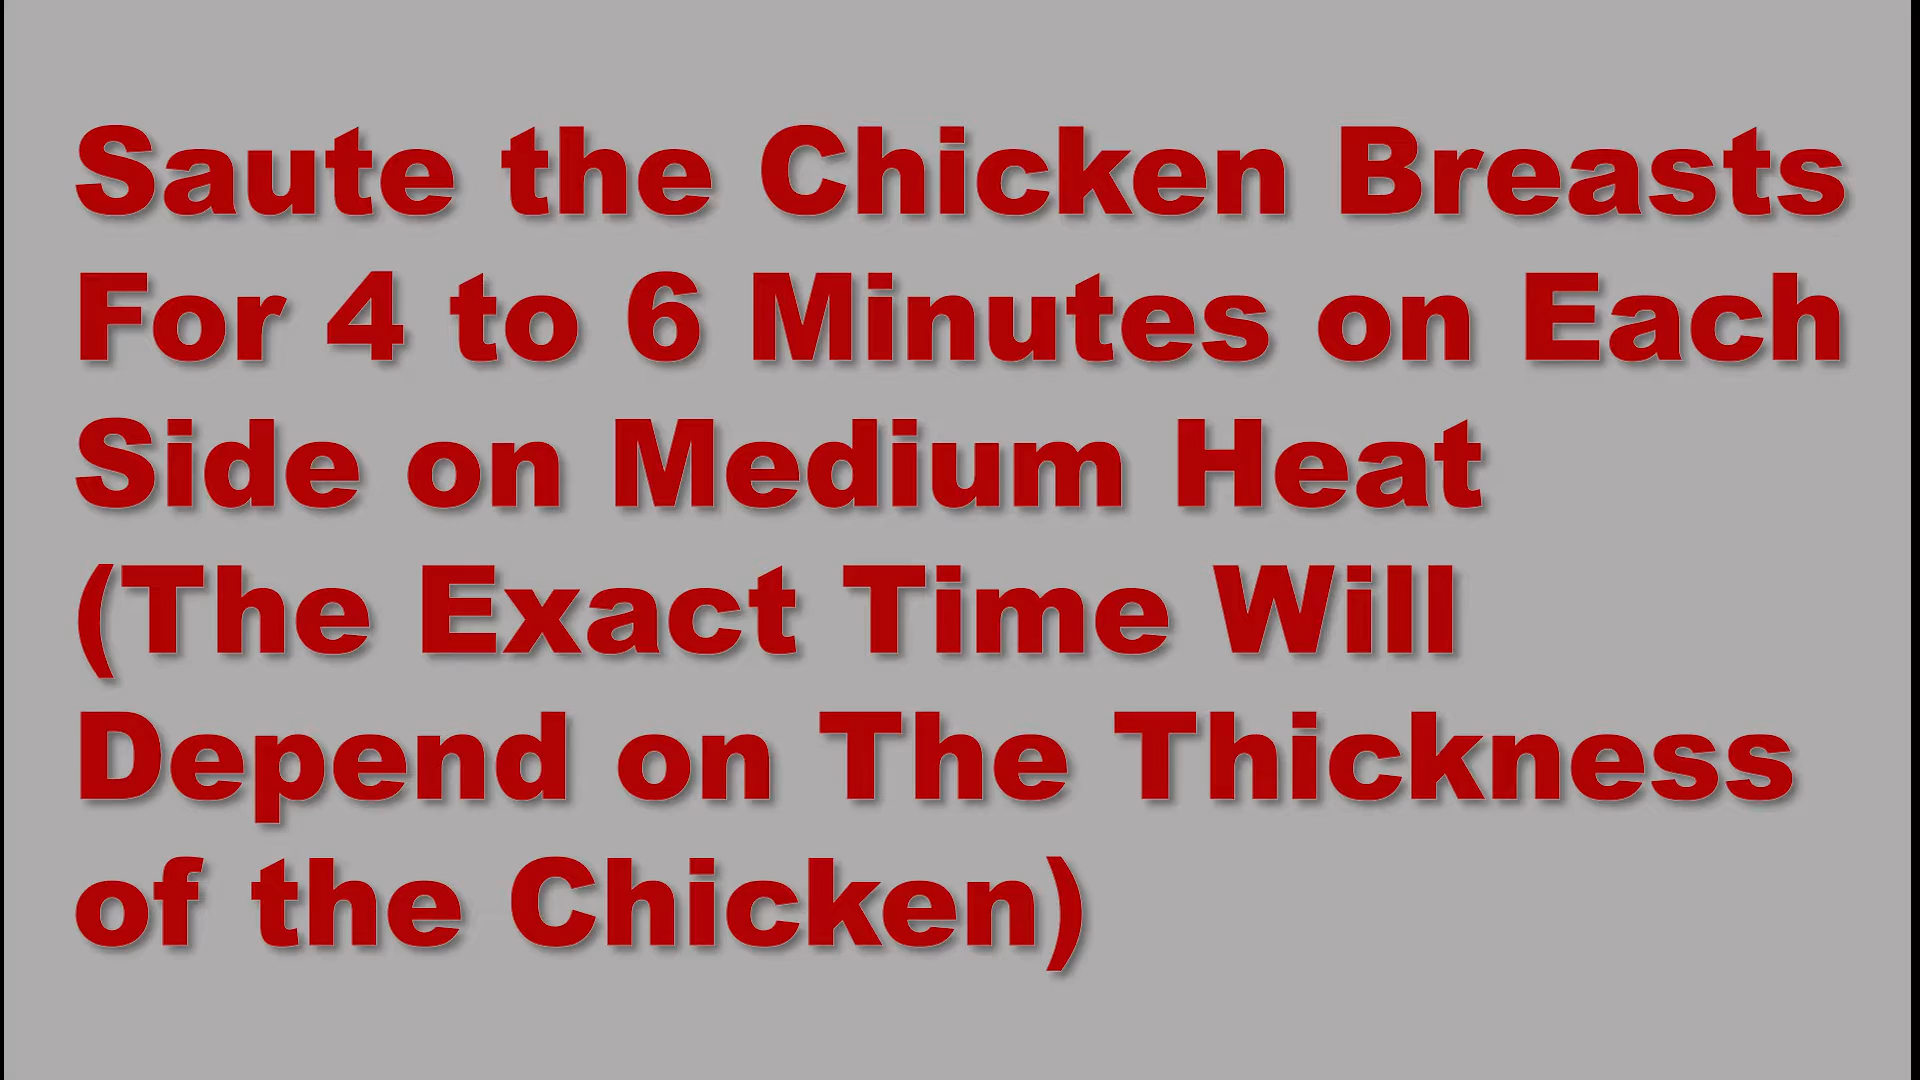 Saute the Chicken Breasts
For 4 to 6 Minutes on Each
Side on Medium Heat
(The Exact Time Will
Depend on The Thickness
of the Chicken)